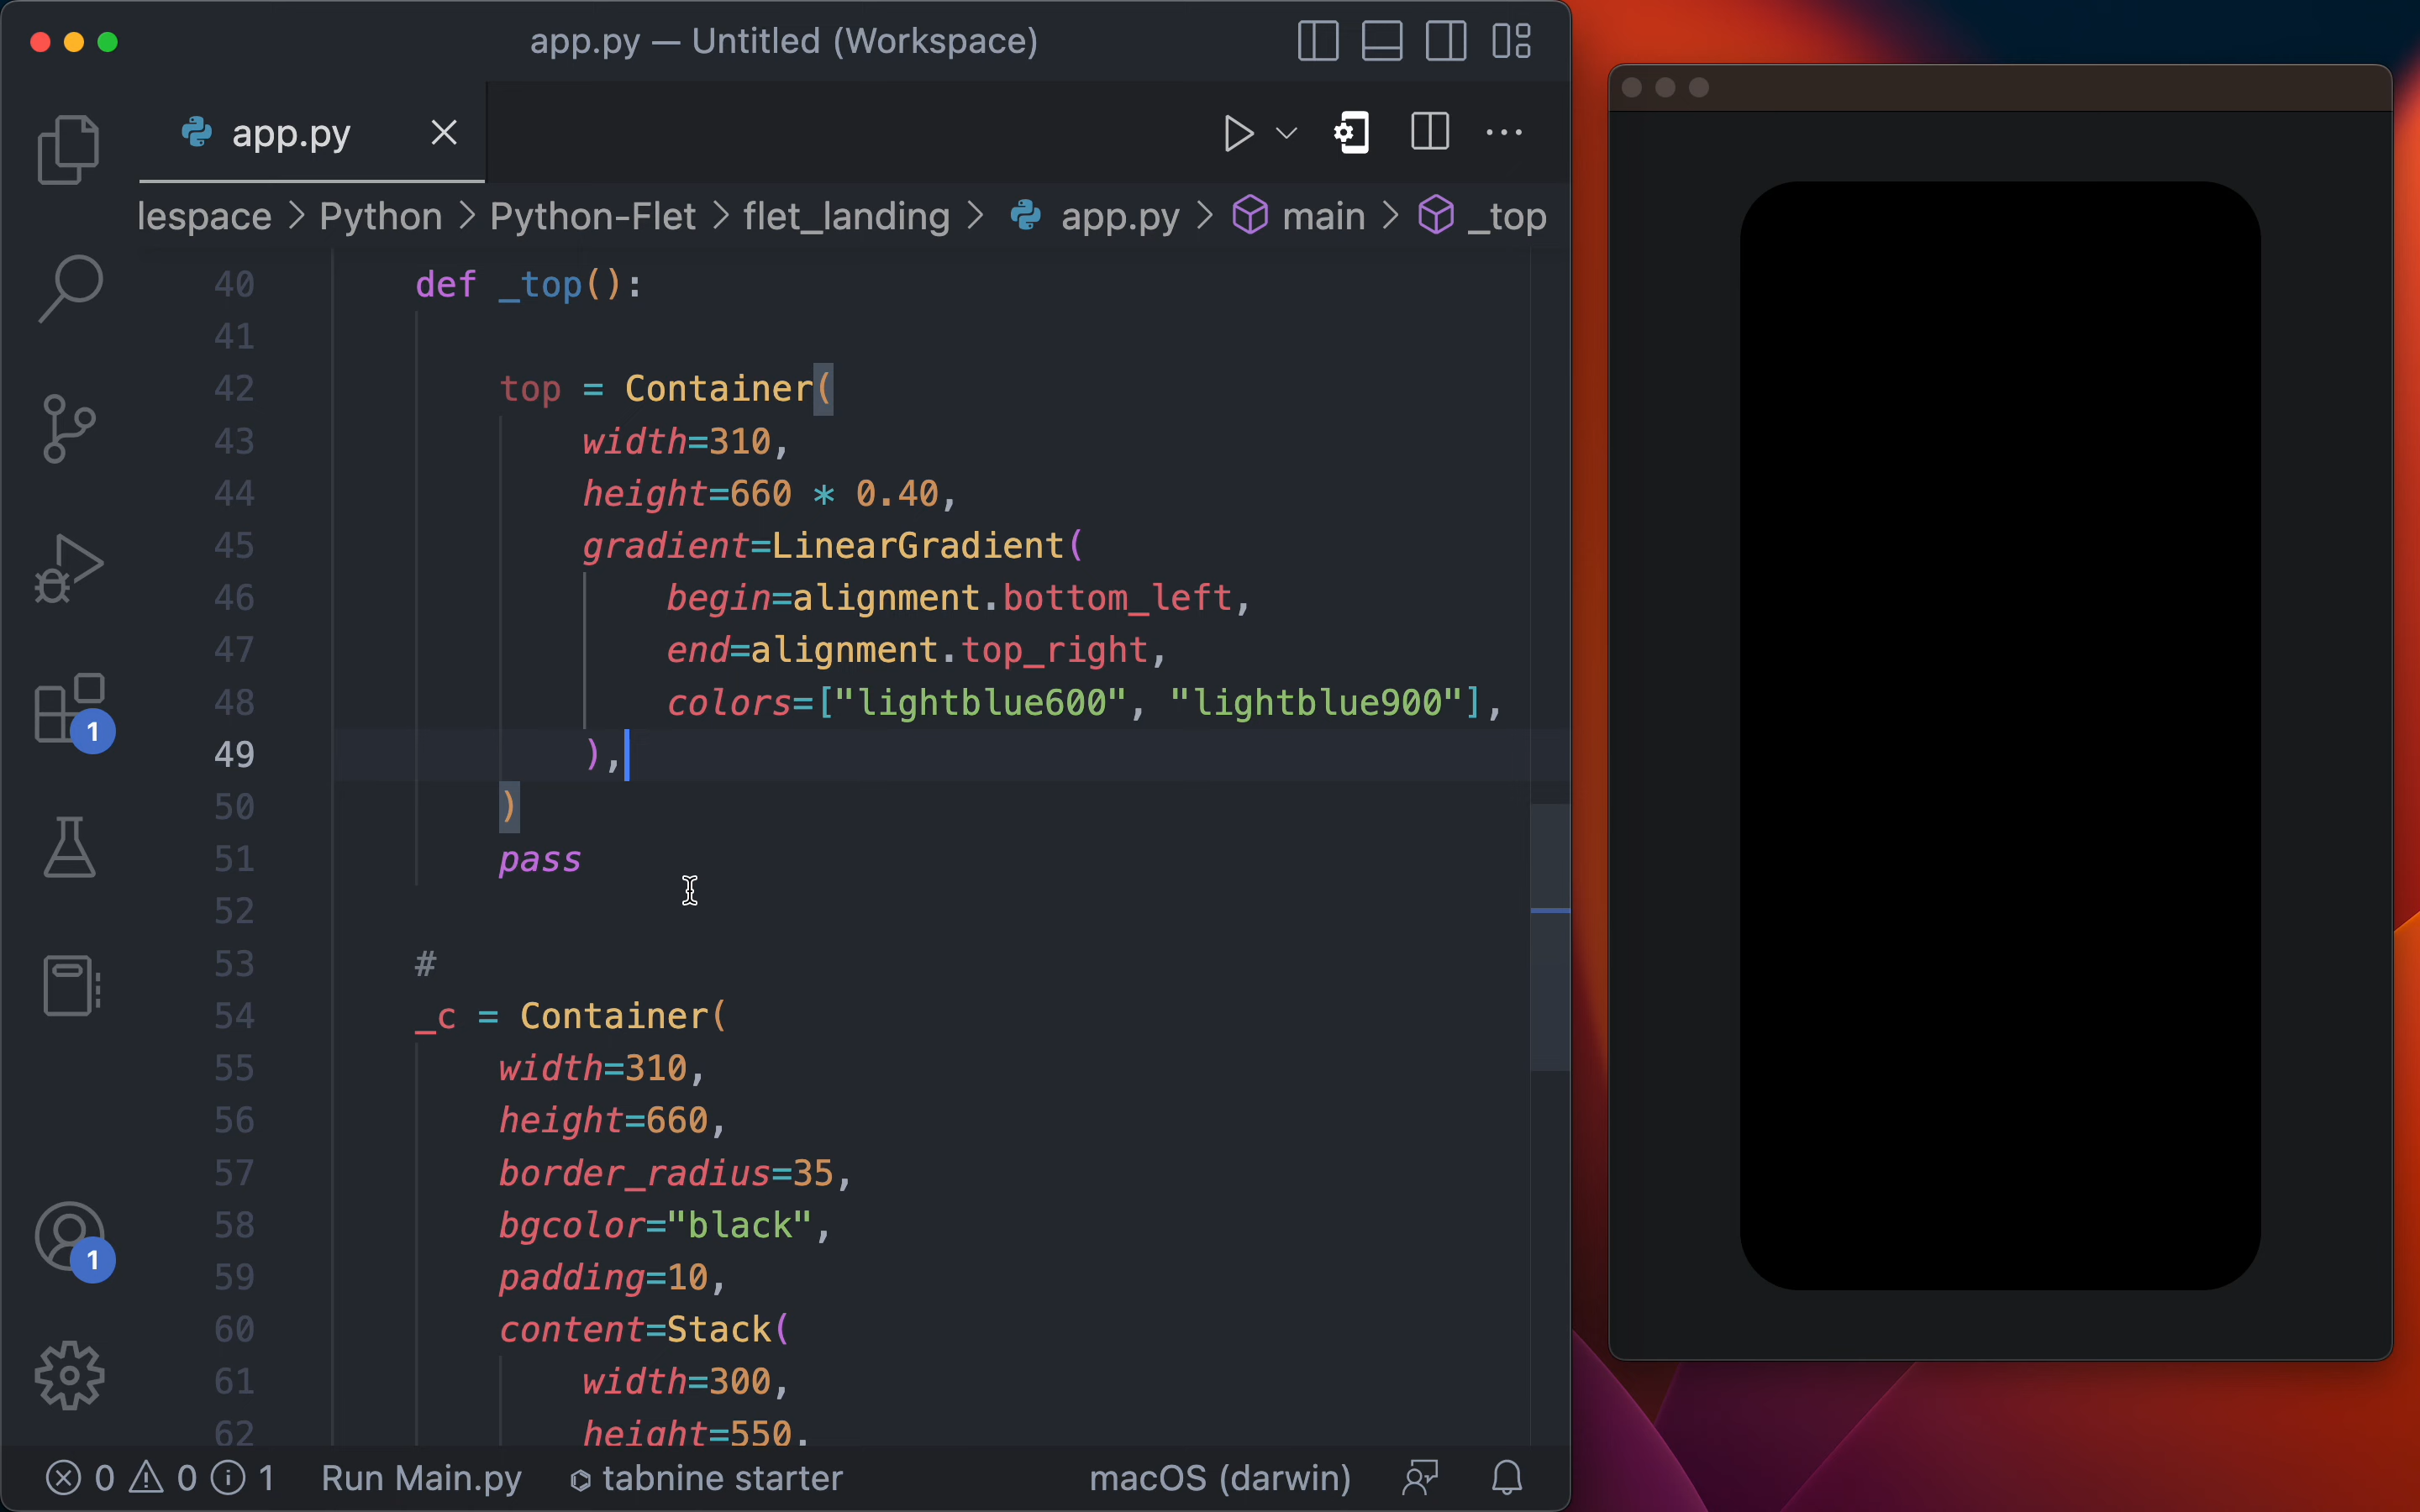 app.py — Untitled (Workspace)
app.py
lespace > Python > Python-Flet > flet_landing > app.py > main > _top
40 def _top():
41
42 top = Container(
43 width=310,
44 height=660 * 0.40,
45 gradient=LinearGradient(
46 begin=alignment.bottom_left,
47 end=alignment.top_right,
48 colors=["lightblue600", "lightblue900"],
49 ),
50 )
51 pass
52
53 #
54 _c = Container(
55 width=310,
56 height=660,
57 border_radius=35,
58 bgcolor="black",
59 padding=10,
60 content=Stack(
61 width=300,
62 height=550,
1
1
0 0 1 Run Main.py tabnine starter macOS (darwin)